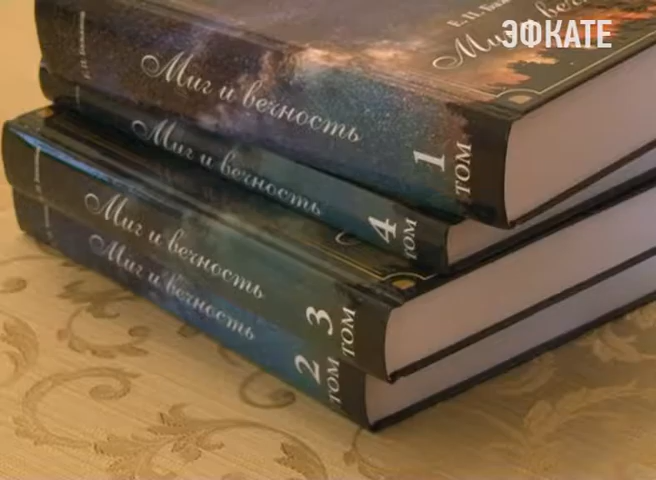 ЭФКАТЕ
Миг и вечность
1 ТОМ
Миг и вечность
4 ТОМ
Миг и вечность
3 ТОМ
Миг и вечность
2 ТОМ